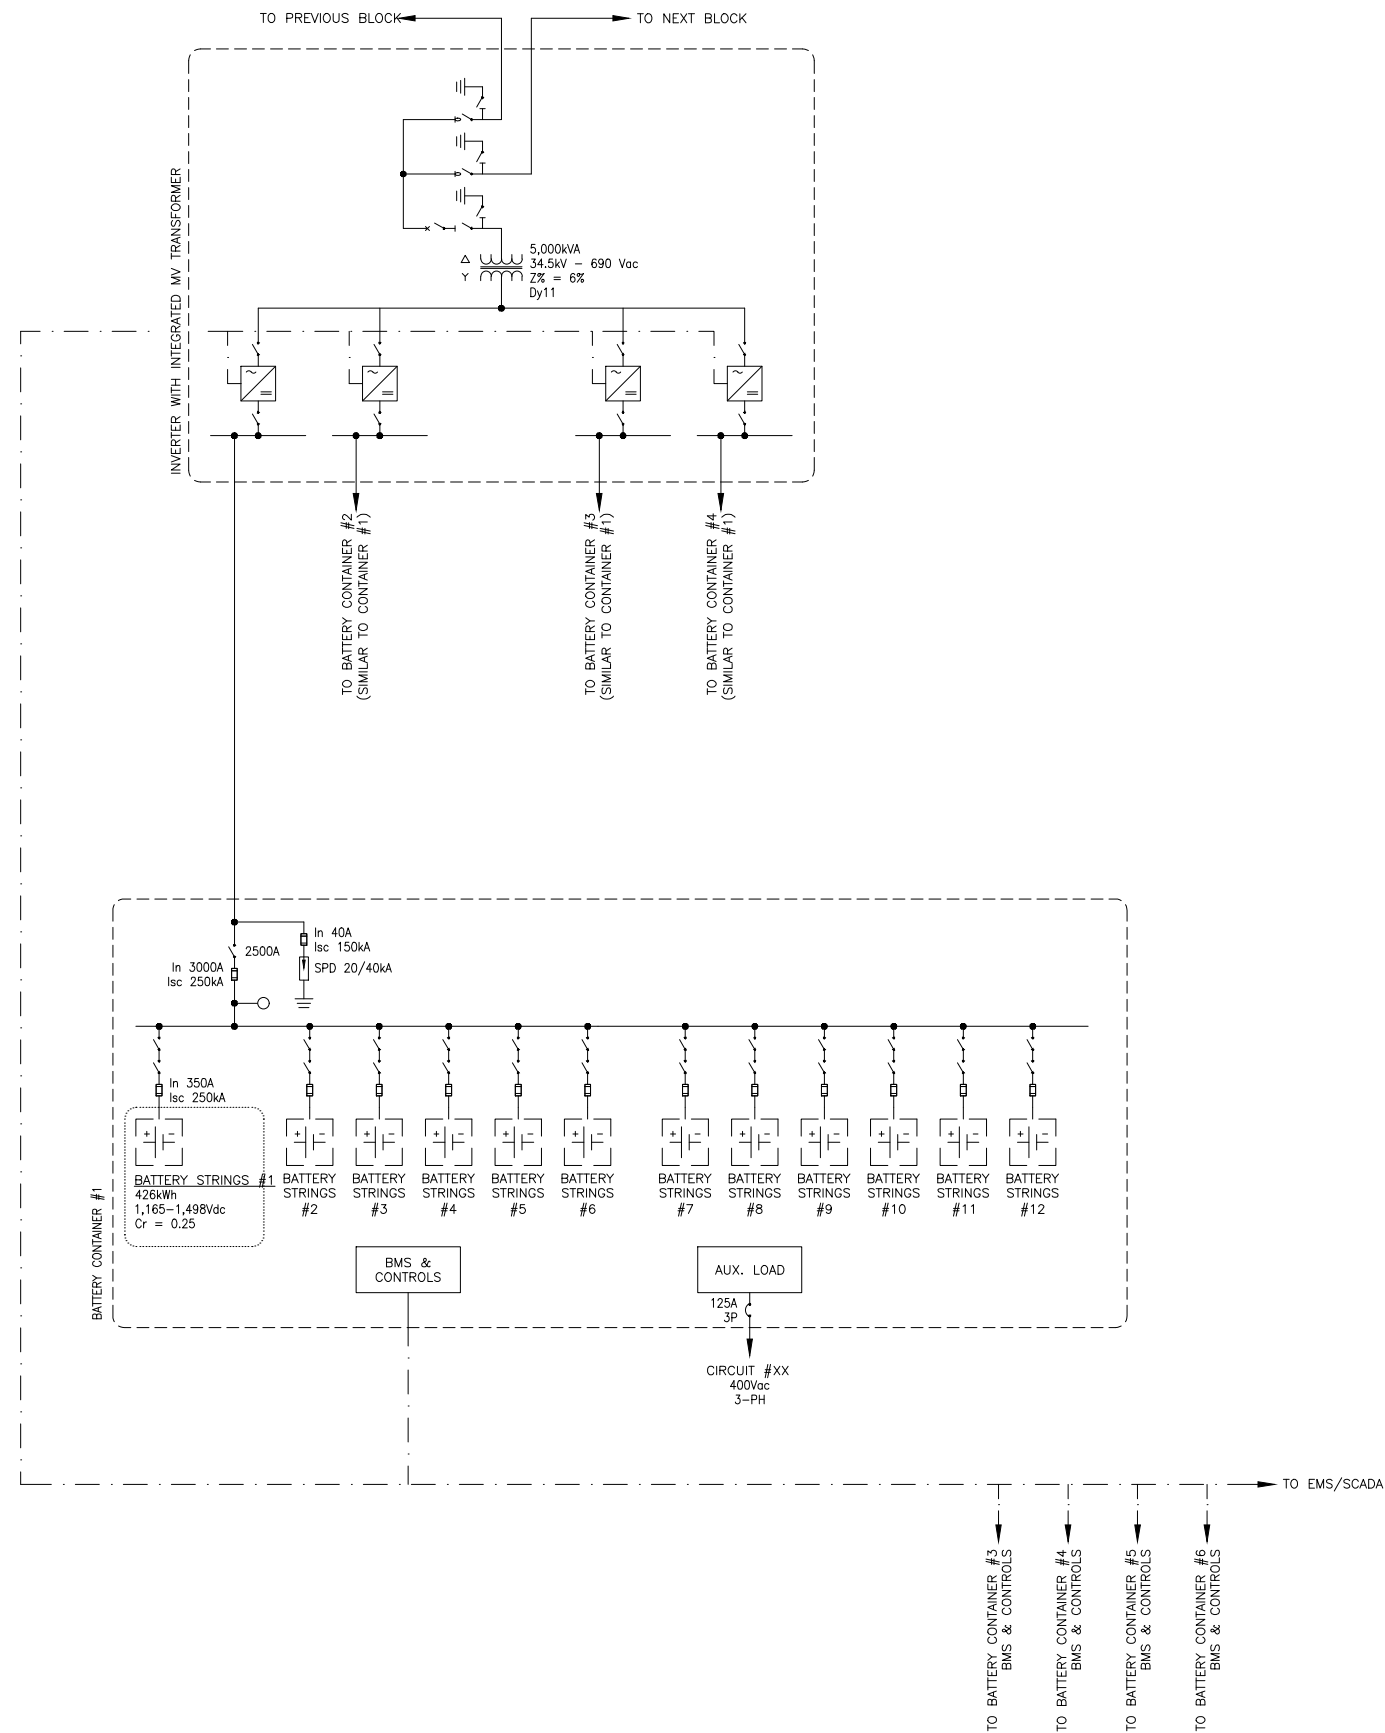 TO PREVIOUS BLOCK
TO NEXT BLOCK
INVERTER WITH INTEGRATED MV TRANSFORMER
5,000kVA
34.5kV - 690 Vac
Z% = 6%
Dy11
Δ
Y
TO BATTERY CONTAINER #2
(SIMILAR TO CONTAINER #1)
TO BATTERY CONTAINER #3
(SIMILAR TO CONTAINER #1)
TO BATTERY CONTAINER #4
(SIMILAR TO CONTAINER #1)
In 40A
Isc 150kA
2500A
In 3000A
Isc 250kA
SPD 20/40kA
In 350A
Isc 250kA
BATTERY CONTAINER #1
BATTERY STRINGS #1
426kWh
1,165-1,498Vdc
Cr = 0.25
BATTERY
STRINGS
#2
BATTERY
STRINGS
#3
BATTERY
STRINGS
#4
BATTERY
STRINGS
#5
BATTERY
STRINGS
#6
BATTERY
STRINGS
#7
BATTERY
STRINGS
#8
BATTERY
STRINGS
#9
BATTERY
STRINGS
#10
BATTERY
STRINGS
#11
BATTERY
STRINGS
#12
BMS &
CONTROLS
AUX. LOAD
125A
3P
CIRCUIT #XX
400Vac
3-PH
TO EMS/SCADA
TO BATTERY CONTAINER #3
BMS & CONTROLS
TO BATTERY CONTAINER #4
BMS & CONTROLS
TO BATTERY CONTAINER #5
BMS & CONTROLS
TO BATTERY CONTAINER #6
BMS & CONTROLS